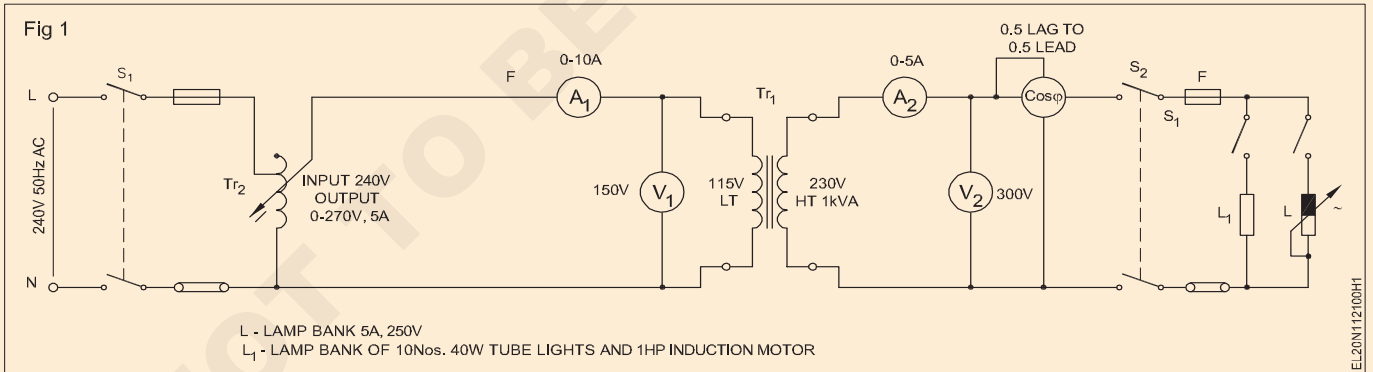 Fig 1
0.5 LAG TO
0.5 LEAD
S1
F
0-10A
0-5A
S2
F
L
A1
Tr1
A2
Cosφ
S1
240V 50Hz AC
Tr2
INPUT 240V
OUTPUT
0-270V, 5A
150V
V1
115V
LT
230V
HT 1kVA
V2
300V
L1
L
~
N
L - LAMP BANK 5A, 250V
L1 - LAMP BANK OF 10Nos. 40W TUBE LIGHTS AND 1HP INDUCTION MOTOR
EL20N112100H1
OT TO BE